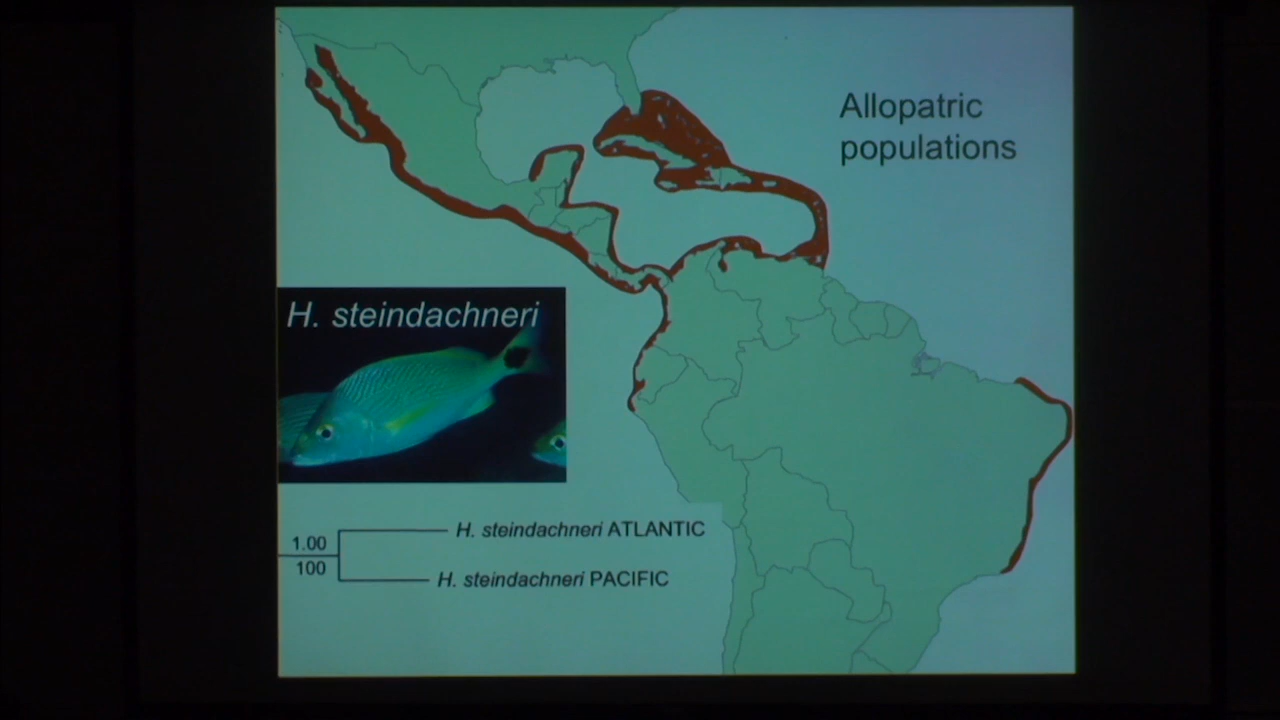 Allopatric
populations
H. steindachneri
1.00
100
H. steindachneri ATLANTIC
H. steindachneri PACIFIC